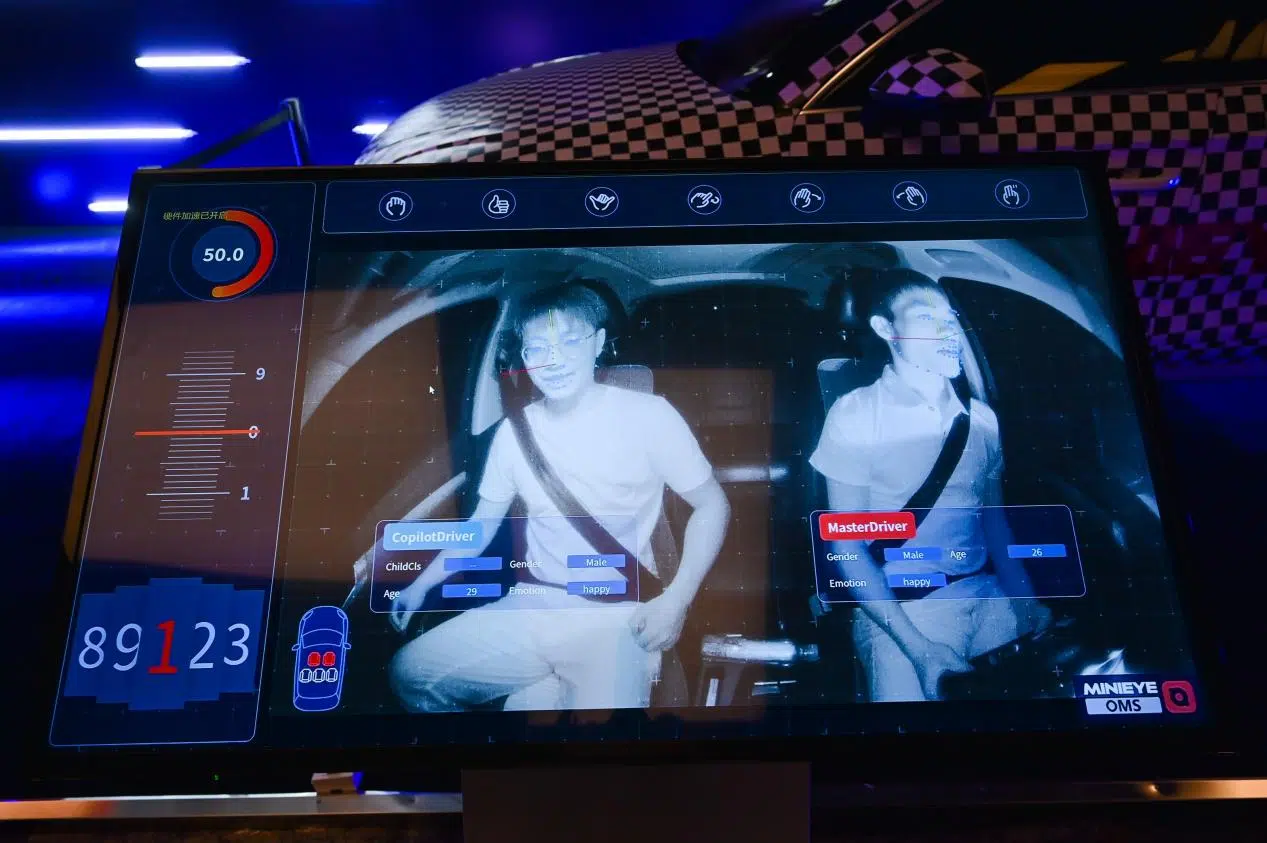 硬件加速已开启
50.0
9
0
1
89123
CopilotDriver
ChildCls ... Gender Male
Age 29 Emotion happy
MasterDriver
Gender Male Age 26
Emotion happy
MINIEYE
OMS